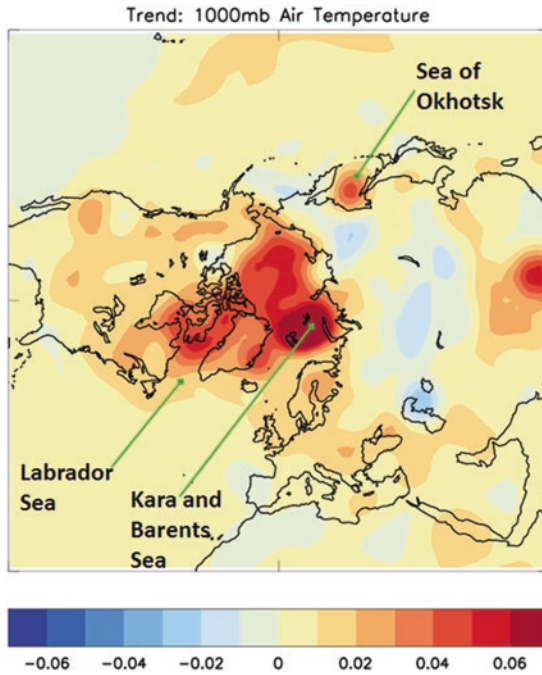 Trend: 1000mb Air Temperature
Sea of
Okhotsk
Labrador
Sea
Kara and
Barents
Sea
−0.06 −0.04 −0.02 0 0.02 0.04 0.06